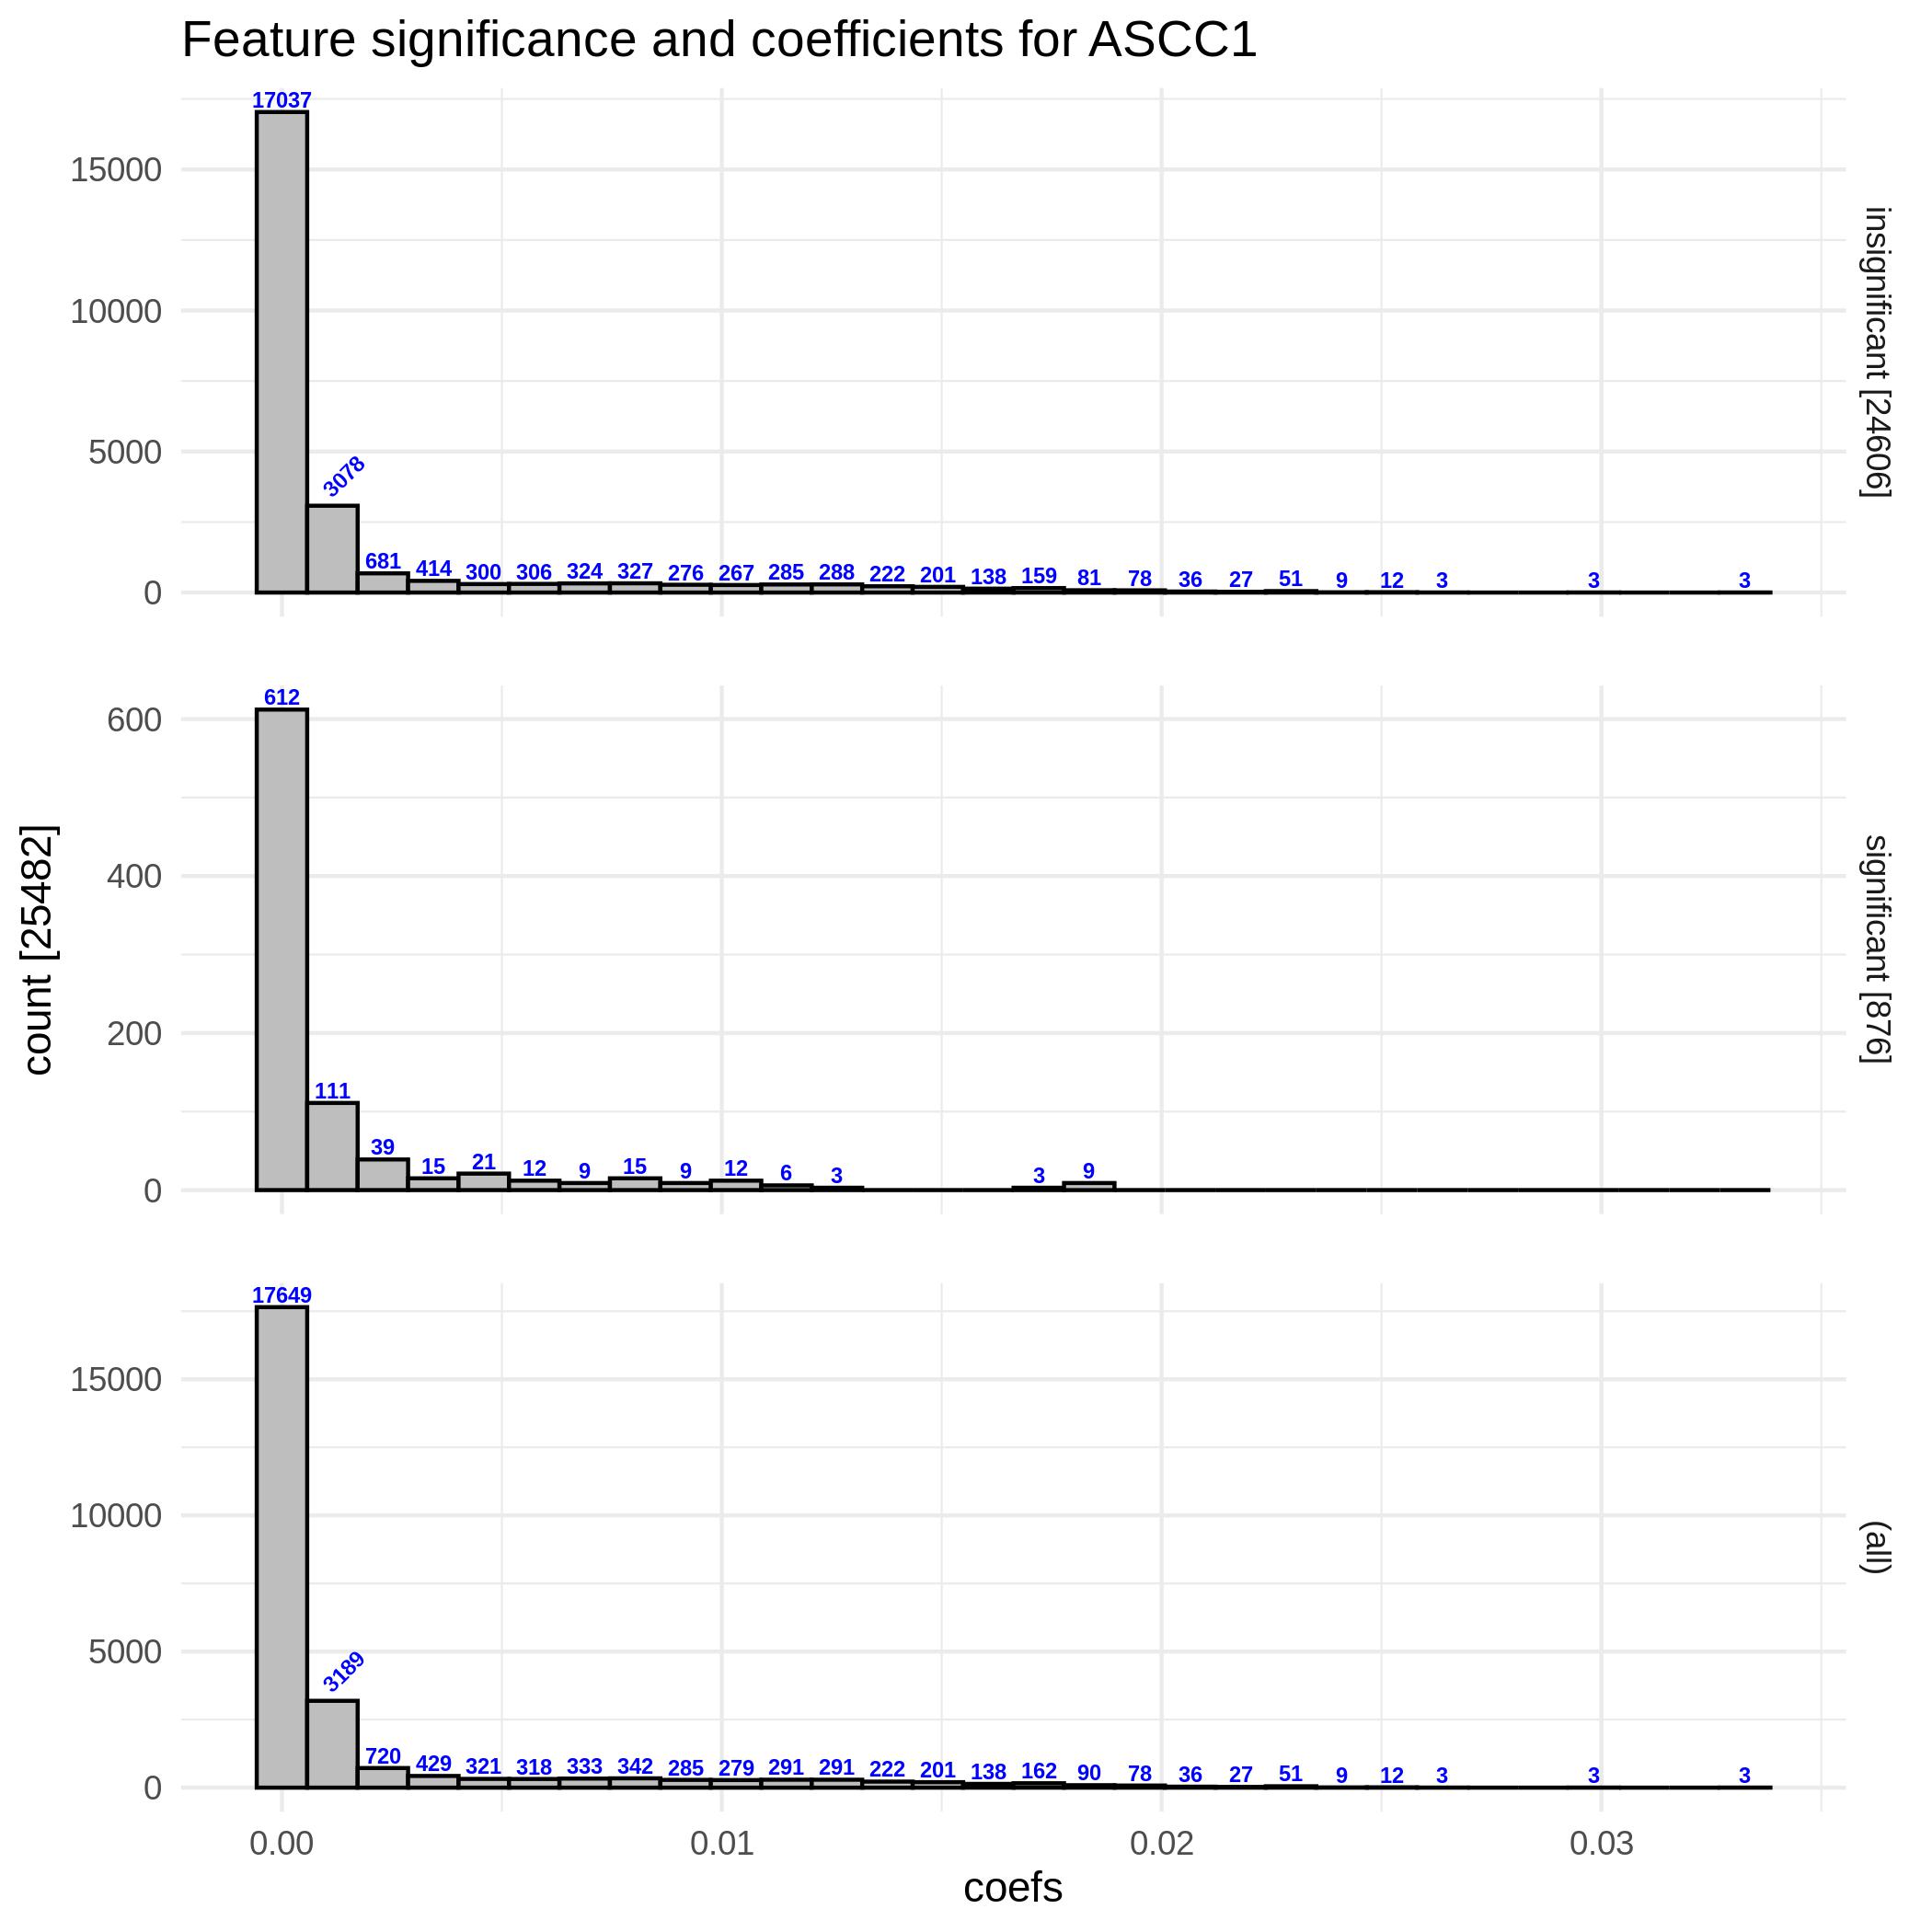 Feature significance and coefficients for ASCC1
17037
15000
10000
5000
0
3078
681 414 300 306 324 327 276 267 285 288 222 201 138 159 81 78 36 27 51 9 12 3 3 3
insignificant [24606]
612
600
400
200
0
111
39 15 21 12 9 15 9 12 6 3 3 9
significant [876]
count [25482]
17649
15000
10000
5000
0
3189
720 429 321 318 333 342 285 279 291 291 222 201 138 162 90 78 36 27 51 9 12 3 3 3
(all)
0.00 0.01 0.02 0.03
coefs